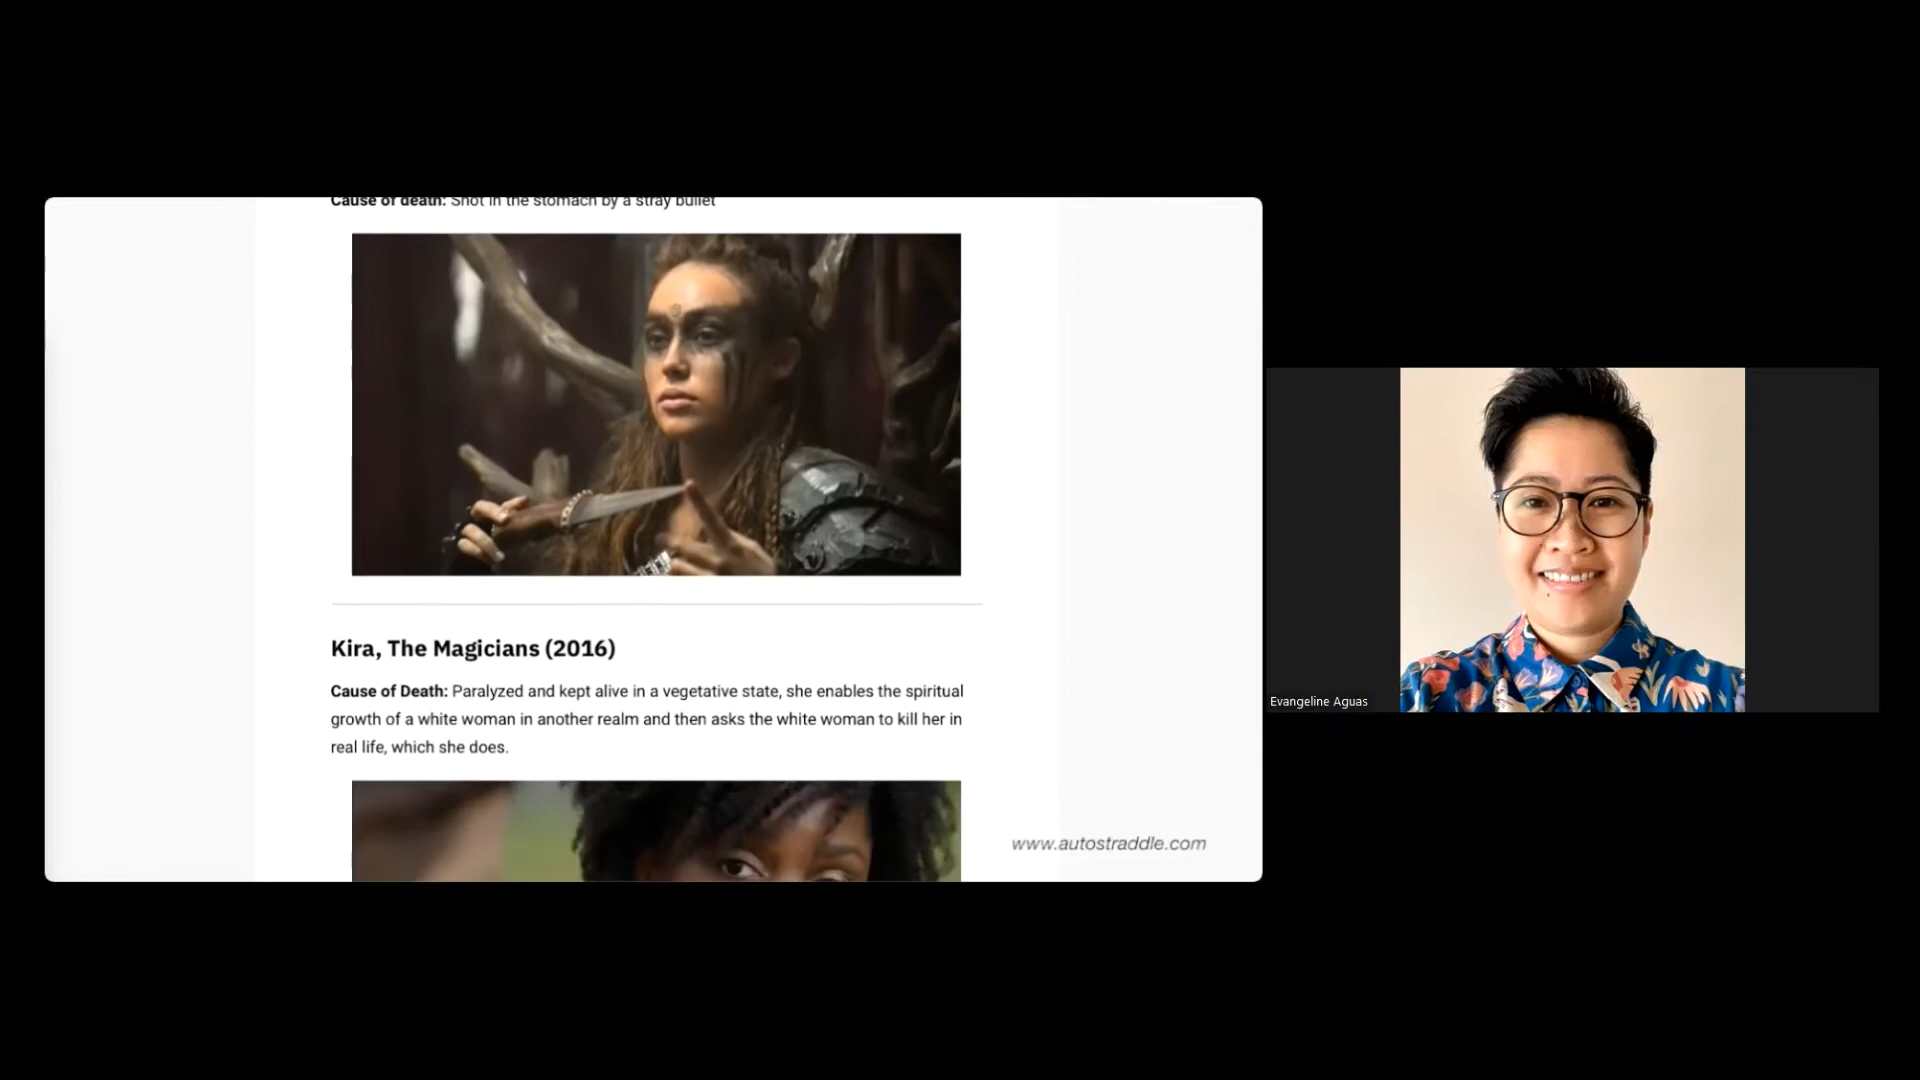 Cause of death: Shot in the stomach by a stray bullet
Kira, The Magicians (2016)
Cause of Death: Paralyzed and kept alive in a vegetative state, she enables the spiritual
growth of a white woman in another realm and then asks the white woman to kill her in
real life, which she does.
www.autostraddle.com
Evangeline Aguas